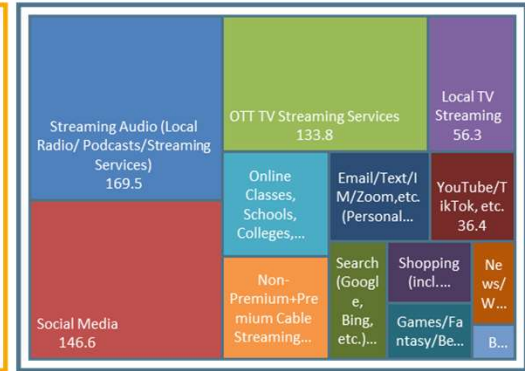 Streaming Audio (Local
Radio/ Podcasts/Streaming
Services)
169.5
Social Media
146.6
OTT TV Streaming Services
133.8
Local TV
Streaming
56.3
Online
Classes,
Schools,
Colleges,...
Email/Text/I
M/Zoom,etc.
(Personal...
YouTube/T
ikTok, etc.
36.4
Non-
Premium+Pre
mium Cable
Streaming...
Search
(Googl
e,
Bing,
etc.)...
Shopping
(incl....
Games/Fa
ntasy/Be...
Ne
ws/
W...
B...